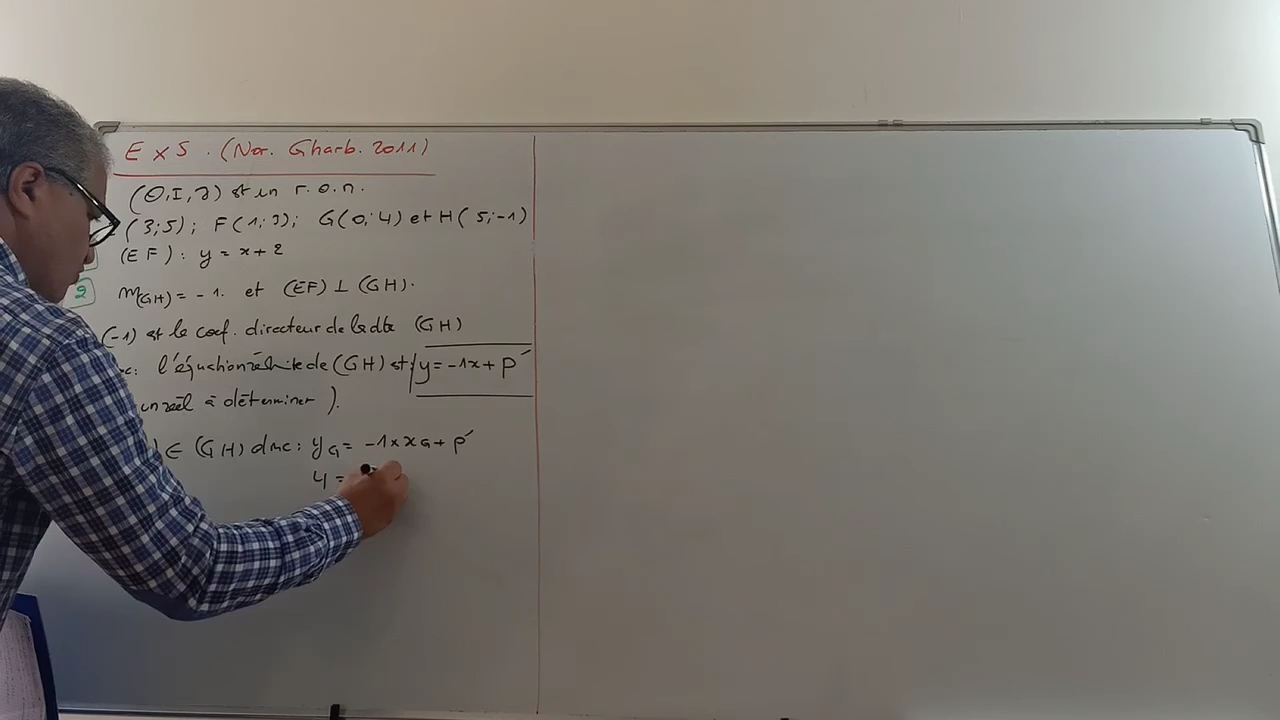 E x 5 . (Nor. Gharb. 2011)
(O, I, J) est un r. o. n.
(3; 5); F(1; 3); G(0; 4) et H(5; -1)
(EF): y = x + 2
2 m(GH) = -1. et (EF) ⊥ (GH).
(-1) est le coef. directeur de la dte (GH)
c: l'équation réduite de (GH) est y = -1x + p'
un réel à déterminer ).
) ∈ (GH) donc: yG = -1 × xG + p'
4 =